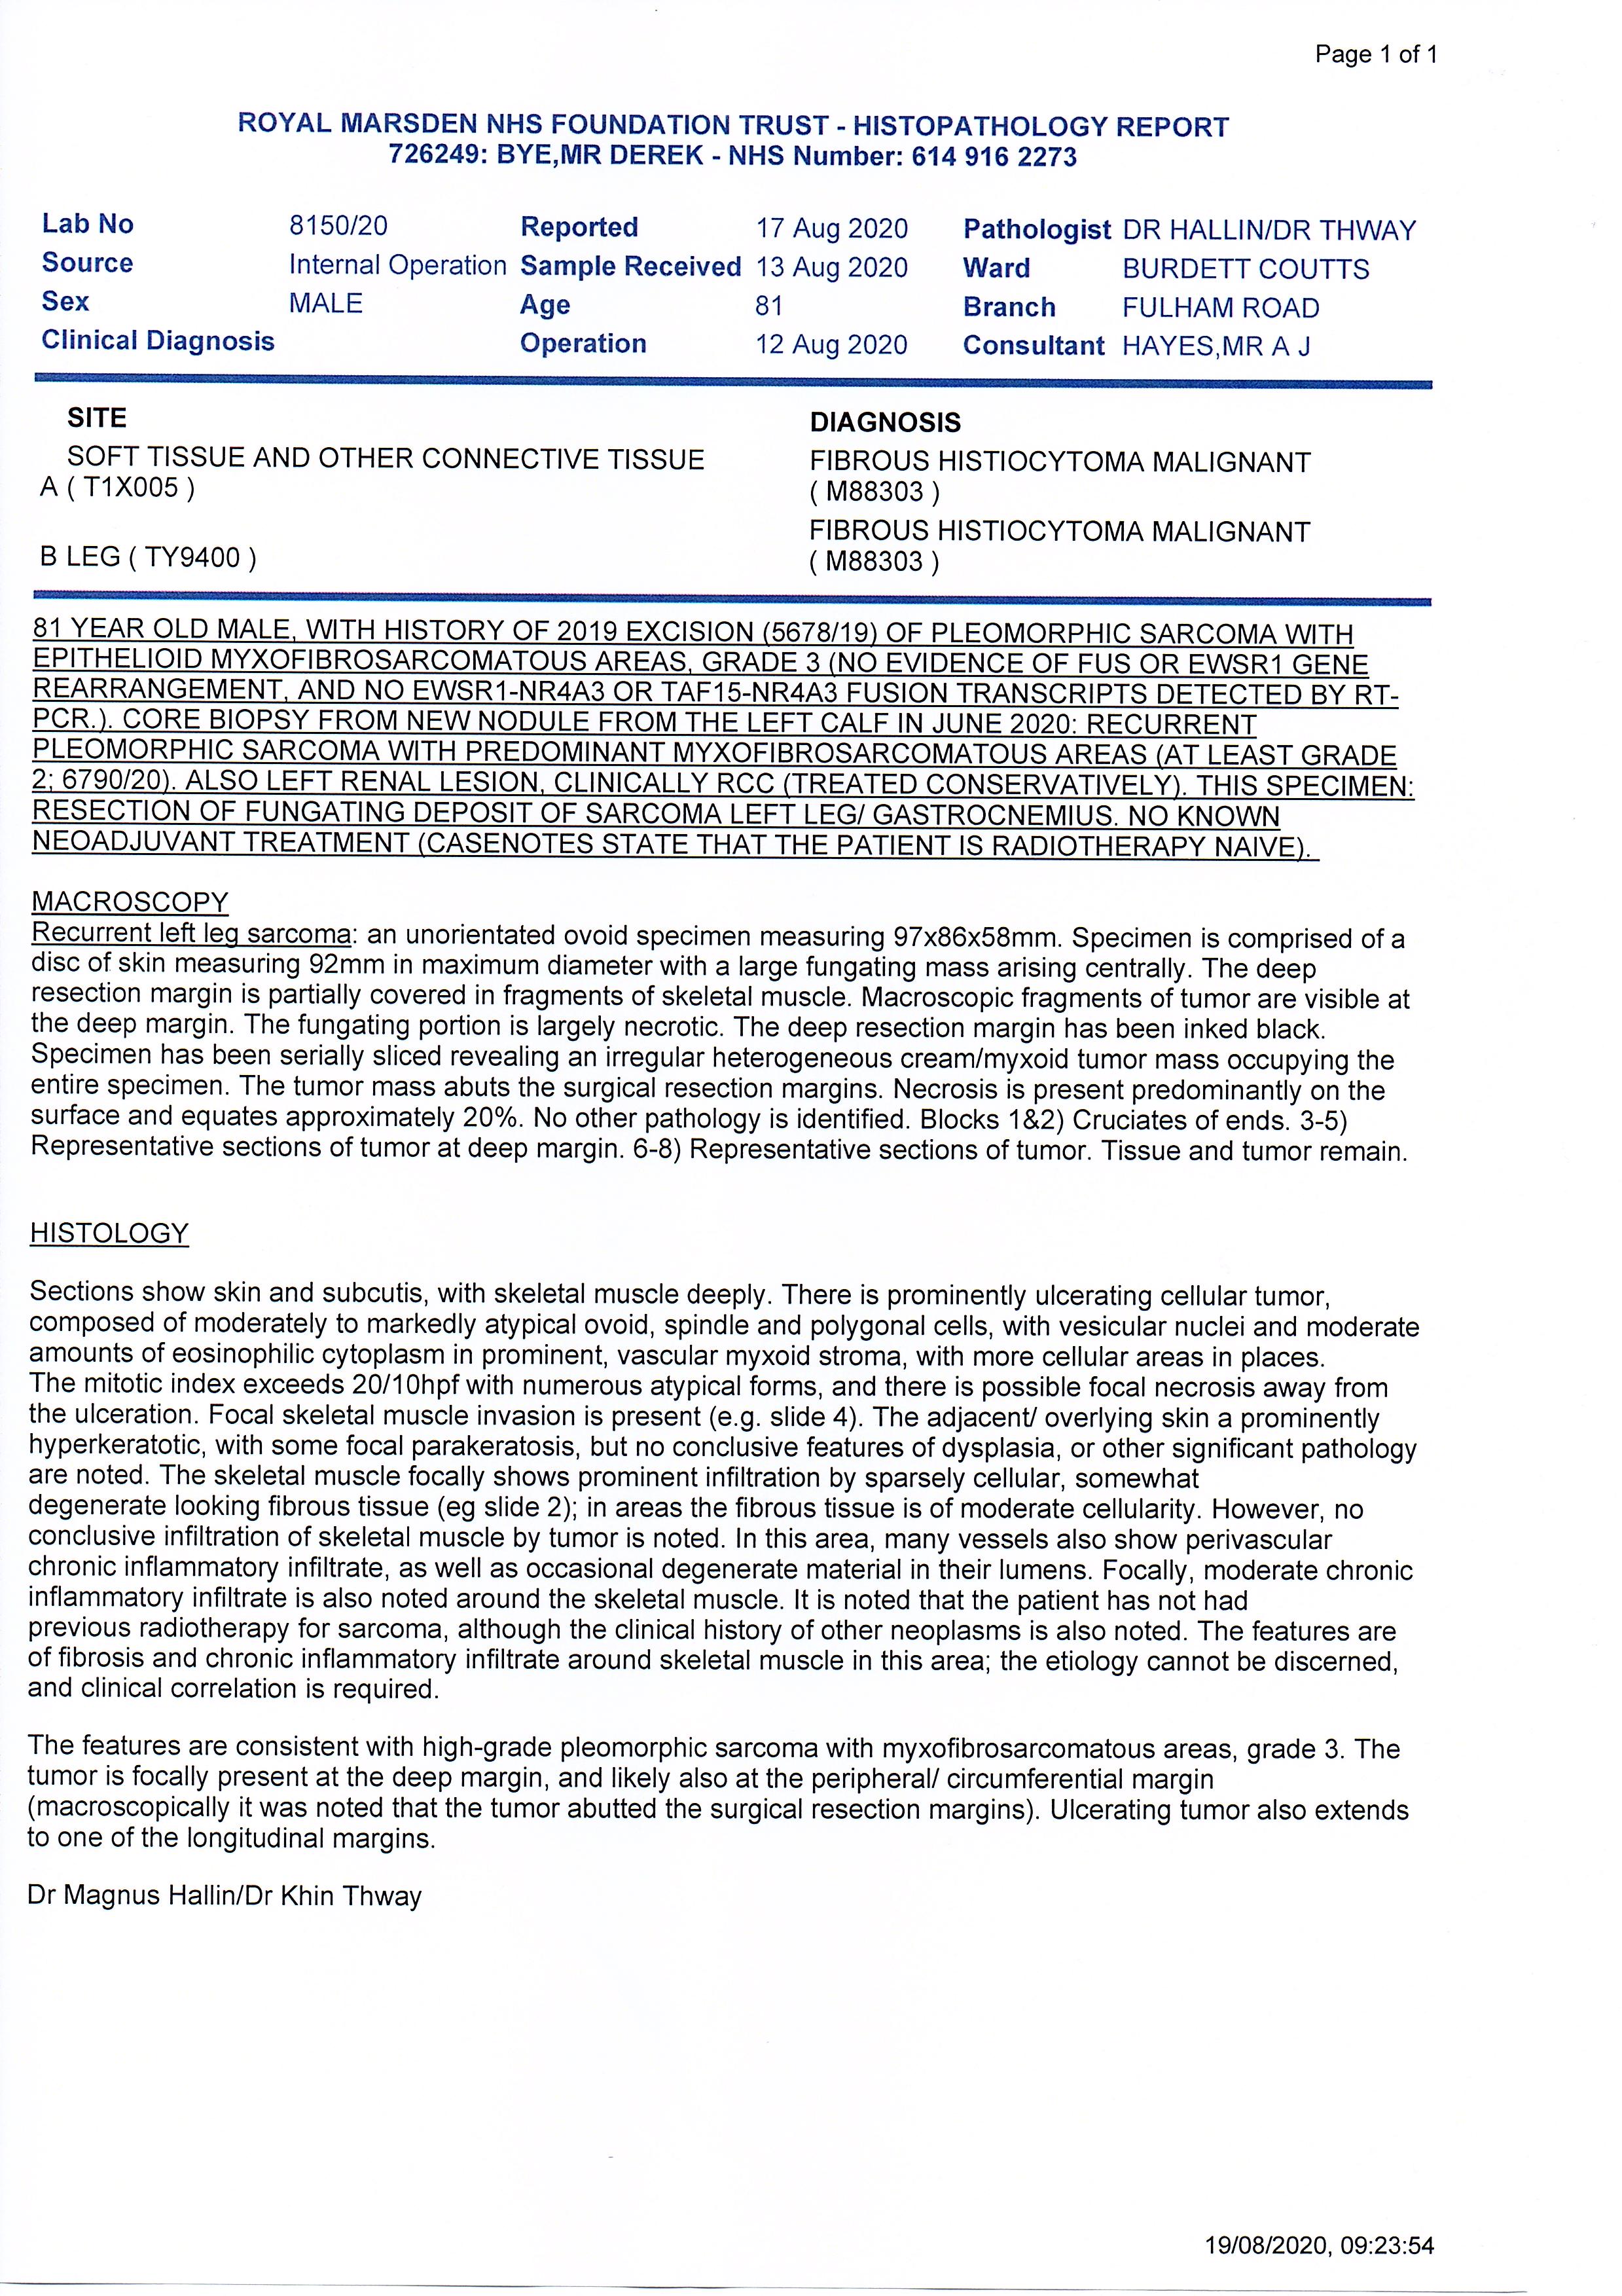 Page 1 of 1
ROYAL MARSDEN NHS FOUNDATION TRUST - HISTOPATHOLOGY REPORT
726249: BYE,MR DEREK - NHS Number: 614 916 2273
Lab No 8150/20 Reported 17 Aug 2020 Pathologist DR HALLIN/DR THWAY
Source Internal Operation Sample Received 13 Aug 2020 Ward BURDETT COUTTS
Sex MALE Age 81 Branch FULHAM ROAD
Clinical Diagnosis Operation 12 Aug 2020 Consultant HAYES,MR A J
SITE DIAGNOSIS
SOFT TISSUE AND OTHER CONNECTIVE TISSUE FIBROUS HISTIOCYTOMA MALIGNANT
A ( T1X005 ) ( M88303 )
FIBROUS HISTIOCYTOMA MALIGNANT
B LEG ( TY9400 ) ( M88303 )
81 YEAR OLD MALE, WITH HISTORY OF 2019 EXCISION (5678/19) OF PLEOMORPHIC SARCOMA WITH
EPITHELIOID MYXOFIBROSARCOMATOUS AREAS, GRADE 3 (NO EVIDENCE OF FUS OR EWSR1 GENE
REARRANGEMENT, AND NO EWSR1-NR4A3 OR TAF15-NR4A3 FUSION TRANSCRIPTS DETECTED BY RT-
PCR.). CORE BIOPSY FROM NEW NODULE FROM THE LEFT CALF IN JUNE 2020: RECURRENT
PLEOMORPHIC SARCOMA WITH PREDOMINANT MYXOFIBROSARCOMATOUS AREAS (AT LEAST GRADE
2; 6790/20). ALSO LEFT RENAL LESION, CLINICALLY RCC (TREATED CONSERVATIVELY). THIS SPECIMEN:
RESECTION OF FUNGATING DEPOSIT OF SARCOMA LEFT LEG/ GASTROCNEMIUS. NO KNOWN
NEOADJUVANT TREATMENT (CASENOTES STATE THAT THE PATIENT IS RADIOTHERAPY NAIVE).
MACROSCOPY
Recurrent left leg sarcoma: an unorientated ovoid specimen measuring 97x86x58mm. Specimen is comprised of a
disc of skin measuring 92mm in maximum diameter with a large fungating mass arising centrally. The deep
resection margin is partially covered in fragments of skeletal muscle. Macroscopic fragments of tumor are visible at
the deep margin. The fungating portion is largely necrotic. The deep resection margin has been inked black.
Specimen has been serially sliced revealing an irregular heterogeneous cream/myxoid tumor mass occupying the
entire specimen. The tumor mass abuts the surgical resection margins. Necrosis is present predominantly on the
surface and equates approximately 20%. No other pathology is identified. Blocks 1&2) Cruciates of ends. 3-5)
Representative sections of tumor at deep margin. 6-8) Representative sections of tumor. Tissue and tumor remain.
HISTOLOGY
Sections show skin and subcutis, with skeletal muscle deeply. There is prominently ulcerating cellular tumor,
composed of moderately to markedly atypical ovoid, spindle and polygonal cells, with vesicular nuclei and moderate
amounts of eosinophilic cytoplasm in prominent, vascular myxoid stroma, with more cellular areas in places.
The mitotic index exceeds 20/10hpf with numerous atypical forms, and there is possible focal necrosis away from
the ulceration. Focal skeletal muscle invasion is present (e.g. slide 4). The adjacent/ overlying skin a prominently
hyperkeratotic, with some focal parakeratosis, but no conclusive features of dysplasia, or other significant pathology
are noted. The skeletal muscle focally shows prominent infiltration by sparsely cellular, somewhat
degenerate looking fibrous tissue (eg slide 2); in areas the fibrous tissue is of moderate cellularity. However, no
conclusive infiltration of skeletal muscle by tumor is noted. In this area, many vessels also show perivascular
chronic inflammatory infiltrate, as well as occasional degenerate material in their lumens. Focally, moderate chronic
inflammatory infiltrate is also noted around the skeletal muscle. It is noted that the patient has not had
previous radiotherapy for sarcoma, although the clinical history of other neoplasms is also noted. The features are
of fibrosis and chronic inflammatory infiltrate around skeletal muscle in this area; the etiology cannot be discerned,
and clinical correlation is required.
The features are consistent with high-grade pleomorphic sarcoma with myxofibrosarcomatous areas, grade 3. The
tumor is focally present at the deep margin, and likely also at the peripheral/ circumferential margin
(macroscopically it was noted that the tumor abutted the surgical resection margins). Ulcerating tumor also extends
to one of the longitudinal margins.
Dr Magnus Hallin/Dr Khin Thway
19/08/2020, 09:23:54